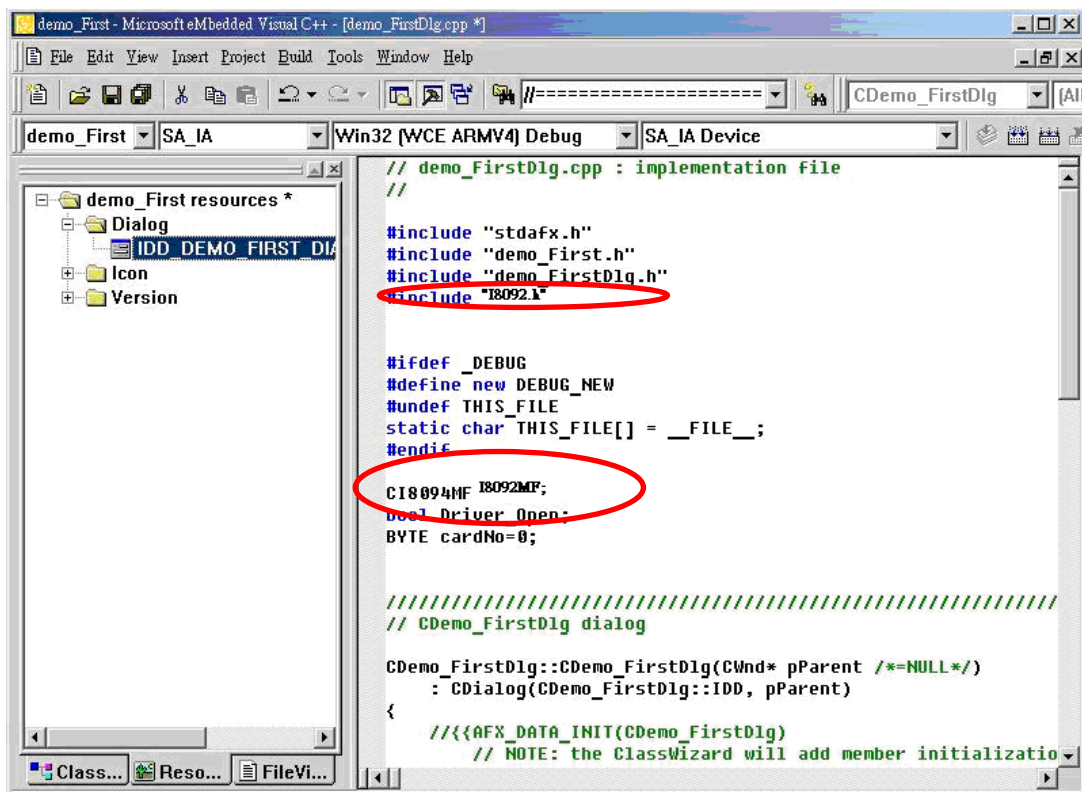 demo_First - Microsoft eMbedded Visual C++ - [demo_FirstDlg.cpp *]
File Edit View Insert Project Build Tools Window Help
//===================== CDemo_FirstDlg (All
demo_First SA_IA Win32 (WCE ARMV4) Debug SA_IA Device
demo_First resources *
Dialog
IDD_DEMO_FIRST_DIA
Icon
Version
Class... Reso... FileVi...
// demo_FirstDlg.cpp : implementation file
//
#include "stdafx.h"
#include "demo_First.h"
#include "demo_FirstDlg.h"
#include "I8092.h"
#ifdef _DEBUG
#define new DEBUG_NEW
#undef THIS_FILE
static char THIS_FILE[] = __FILE__;
#endif
CI8094MF I8092MF;
bool Driver_Open;
BYTE cardNo=0;
//////////////////////////////////////////////////////////////
// CDemo_FirstDlg dialog
CDemo_FirstDlg::CDemo_FirstDlg(CWnd* pParent /*=NULL*/)
: CDialog(CDemo_FirstDlg::IDD, pParent)
{
//{{AFX_DATA_INIT(CDemo_FirstDlg)
// NOTE: the ClassWizard will add member initializatio